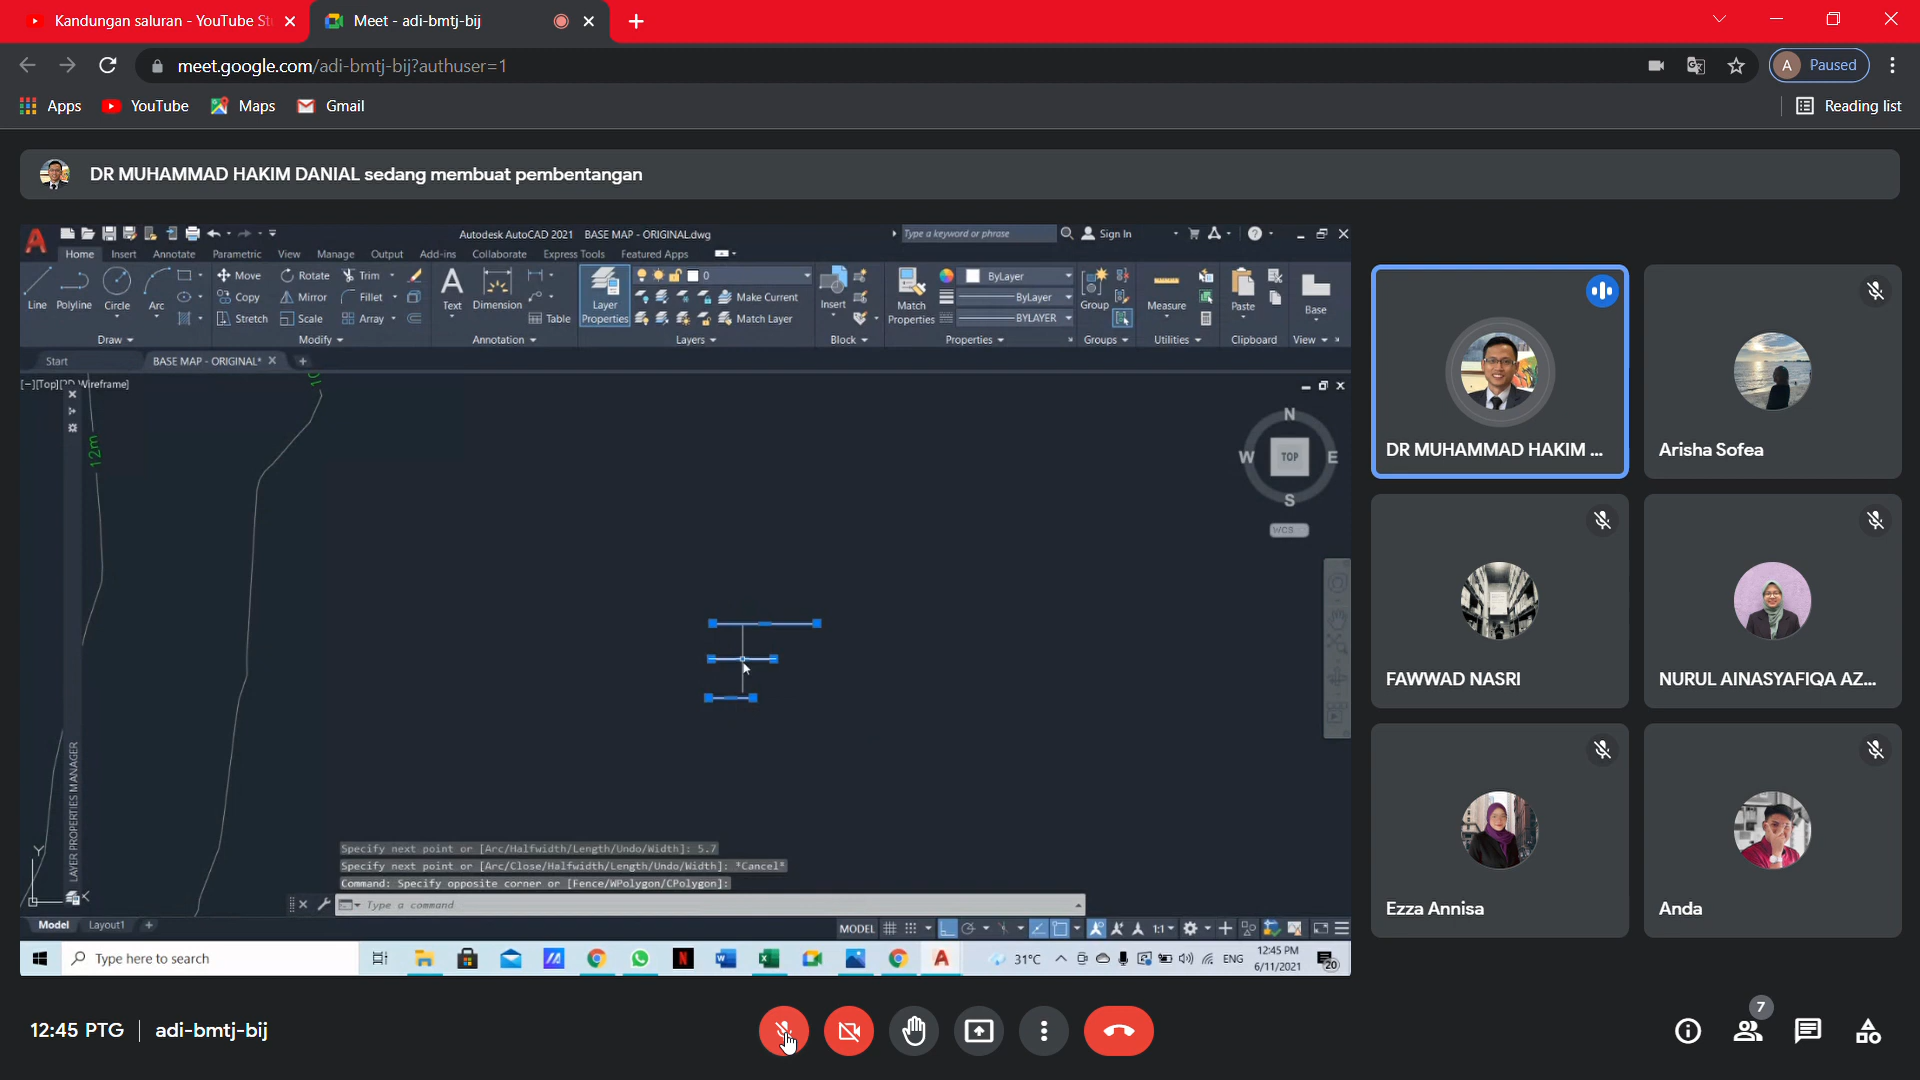 Kandungan saluran - YouTube St
Meet - adi-bmtj-bij
meet.google.com/adi-bmtj-bij?authuser=1
A Paused
Apps YouTube Maps Gmail
Reading list
DR MUHAMMAD HAKIM DANIAL sedang membuat pembentangan
Autodesk AutoCAD 2021 BASE MAP - ORIGINAL.dwg
Type a keyword or phrase
Sign In
Home Insert Annotate Parametric View Manage Output Add-ins Collaborate Express Tools Featured Apps
Line Polyline Circle Arc
Move Rotate Trim
Copy Mirror Fillet
Stretch Scale Array
Text Dimension
Table
Layer
Properties
0
Make Current
Match Layer
Insert
Match
Properties
ByLayer
ByLayer
BYLAYER
Group
Measure
Paste
Base
Draw Modify Annotation Layers Block Properties Groups Utilities Clipboard View
Start BASE MAP - ORIGINAL*
[-][Top][2D Wireframe]
12m
N
W TOP E
S
WCS
LAYER PROPERTIES MANAGER
Y
Specify next point or [Arc/Halfwidth/Length/Undo/Width]: 5.7
Specify next point or [Arc/Close/Halfwidth/Length/Undo/Width]: *Cancel*
Command: Specify opposite corner or [Fence/WPolygon/CPolygon]:
Type a command
Model Layout1
MODEL
1:1
Type here to search
31°C
ENG
12:45 PM
6/11/2021
20
DR MUHAMMAD HAKIM ...
Arisha Sofea
FAWWAD NASRI
NURUL AINASYAFIQA AZ...
Ezza Annisa
Anda
12:45 PTG
adi-bmtj-bij
7